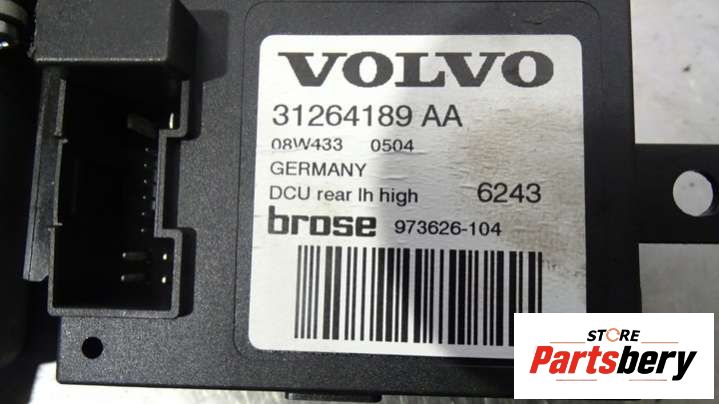 VOLVO
31264189 AA
08W433 0504
GERMANY
DCU rear lh high 6243
brose 973626-104
STORE
Partsbery